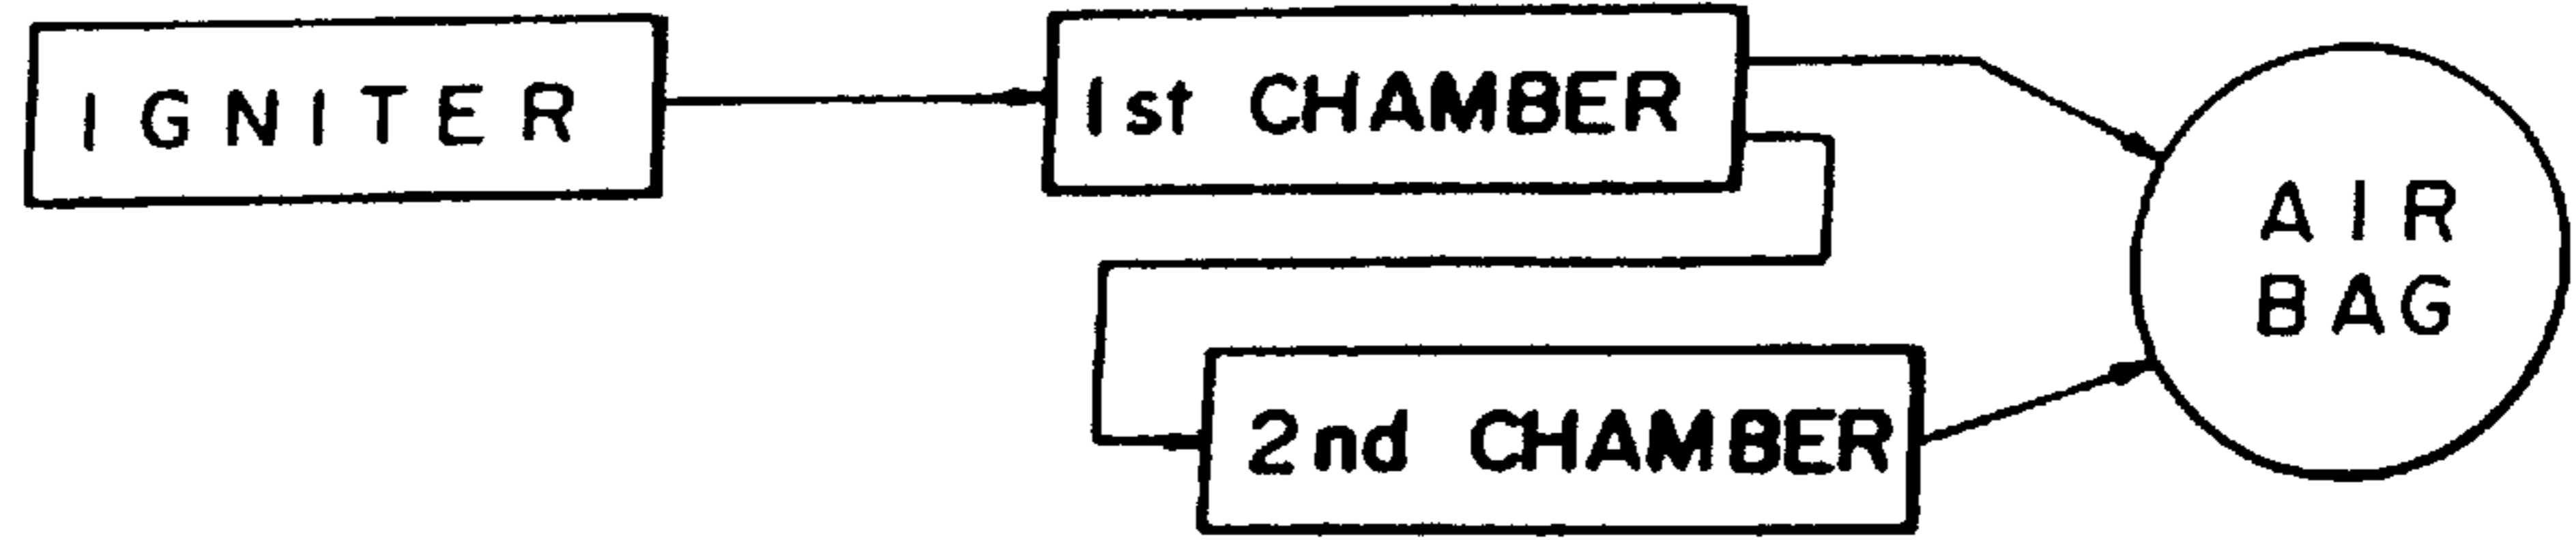 IGNITER
1st CHAMBER
AIR
BAG
2nd CHAMBER